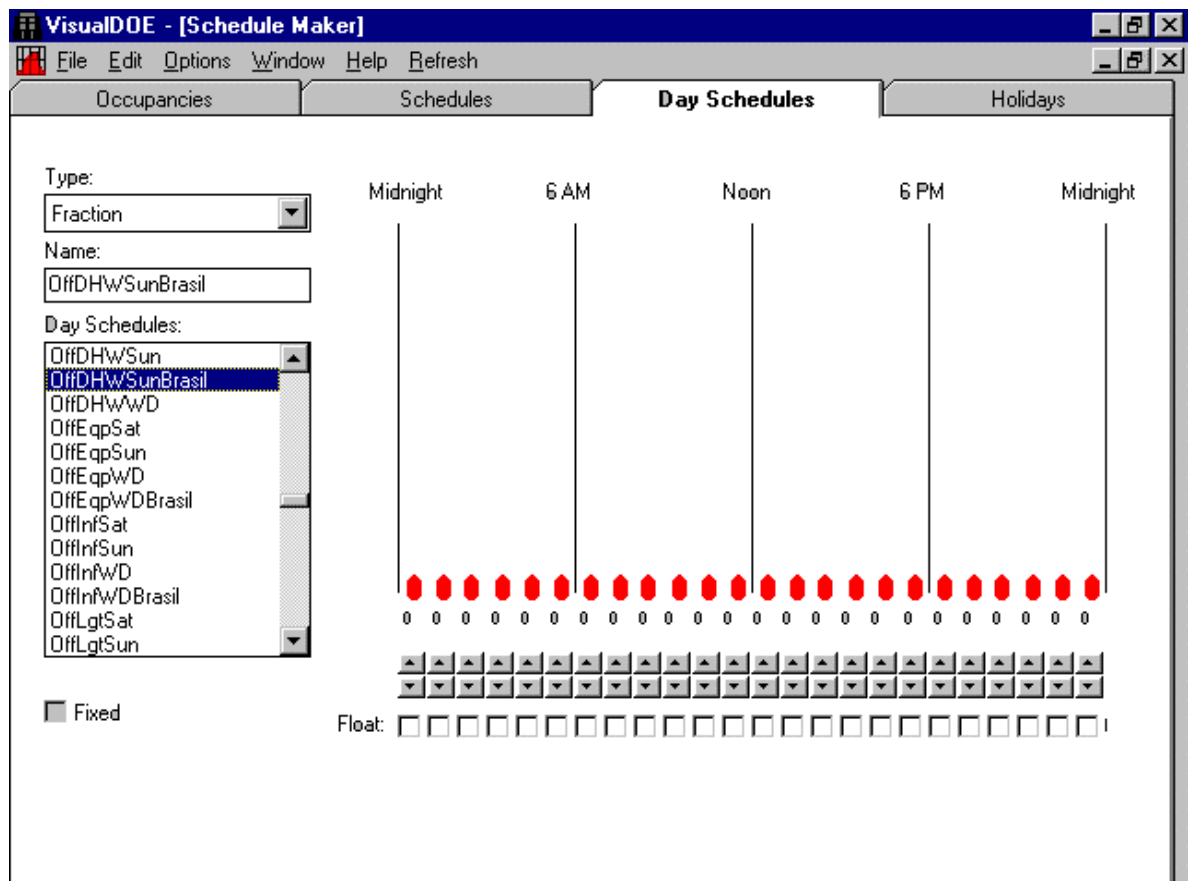 VisualDOE - [Schedule Maker]
File Edit Options Window Help Refresh
Occupancies Schedules Day Schedules Holidays
Type:
Fraction
Name:
OffDHWSunBrasil
Day Schedules:
OffDHWSun
OffDHWSunBrasil
OffDHWWD
OffEqpSat
OffEqpSun
OffEqpWD
OffEqpWDBrasil
OffInfSat
OffInfSun
OffInfWD
OffInfWDBrasil
OffLgtSat
OffLgtSun
Fixed
Midnight 6 AM Noon 6 PM Midnight
0 0 0 0 0 0 0 0 0 0 0 0 0 0 0 0 0 0 0 0 0 0 0 0
Float: